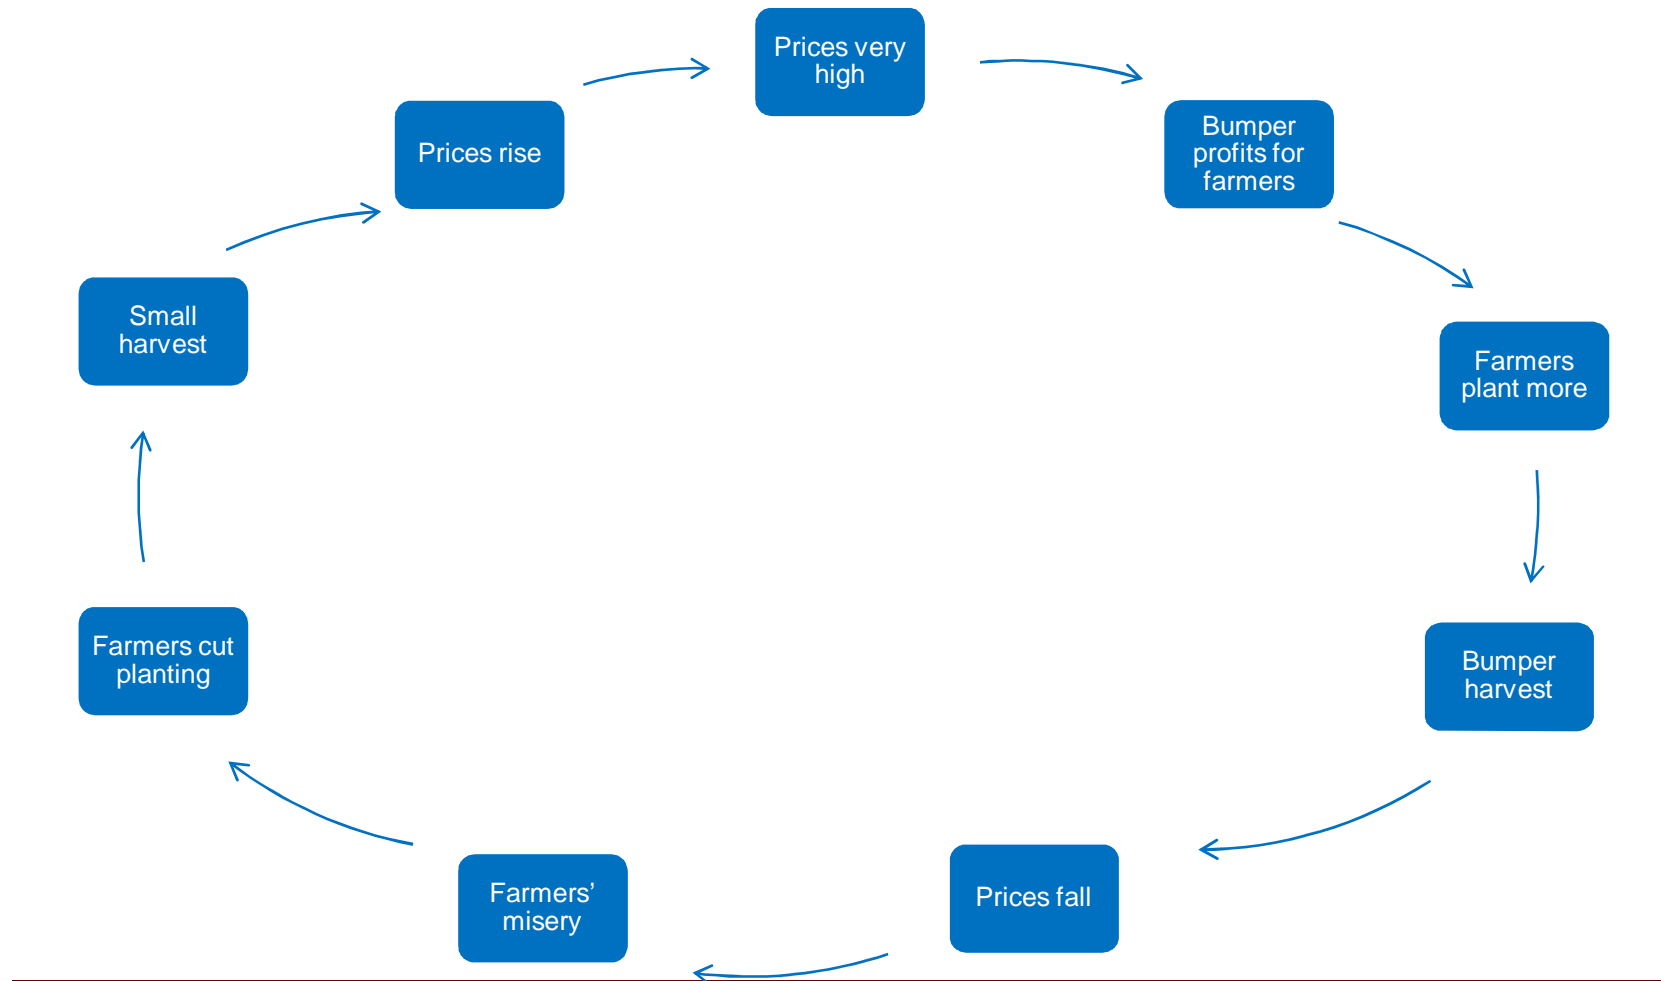 Prices very
high
Bumper
profits for
farmers
Farmers
plant more
Bumper
harvest
Prices fall
Farmers’
misery
Farmers cut
planting
Small
harvest
Prices rise